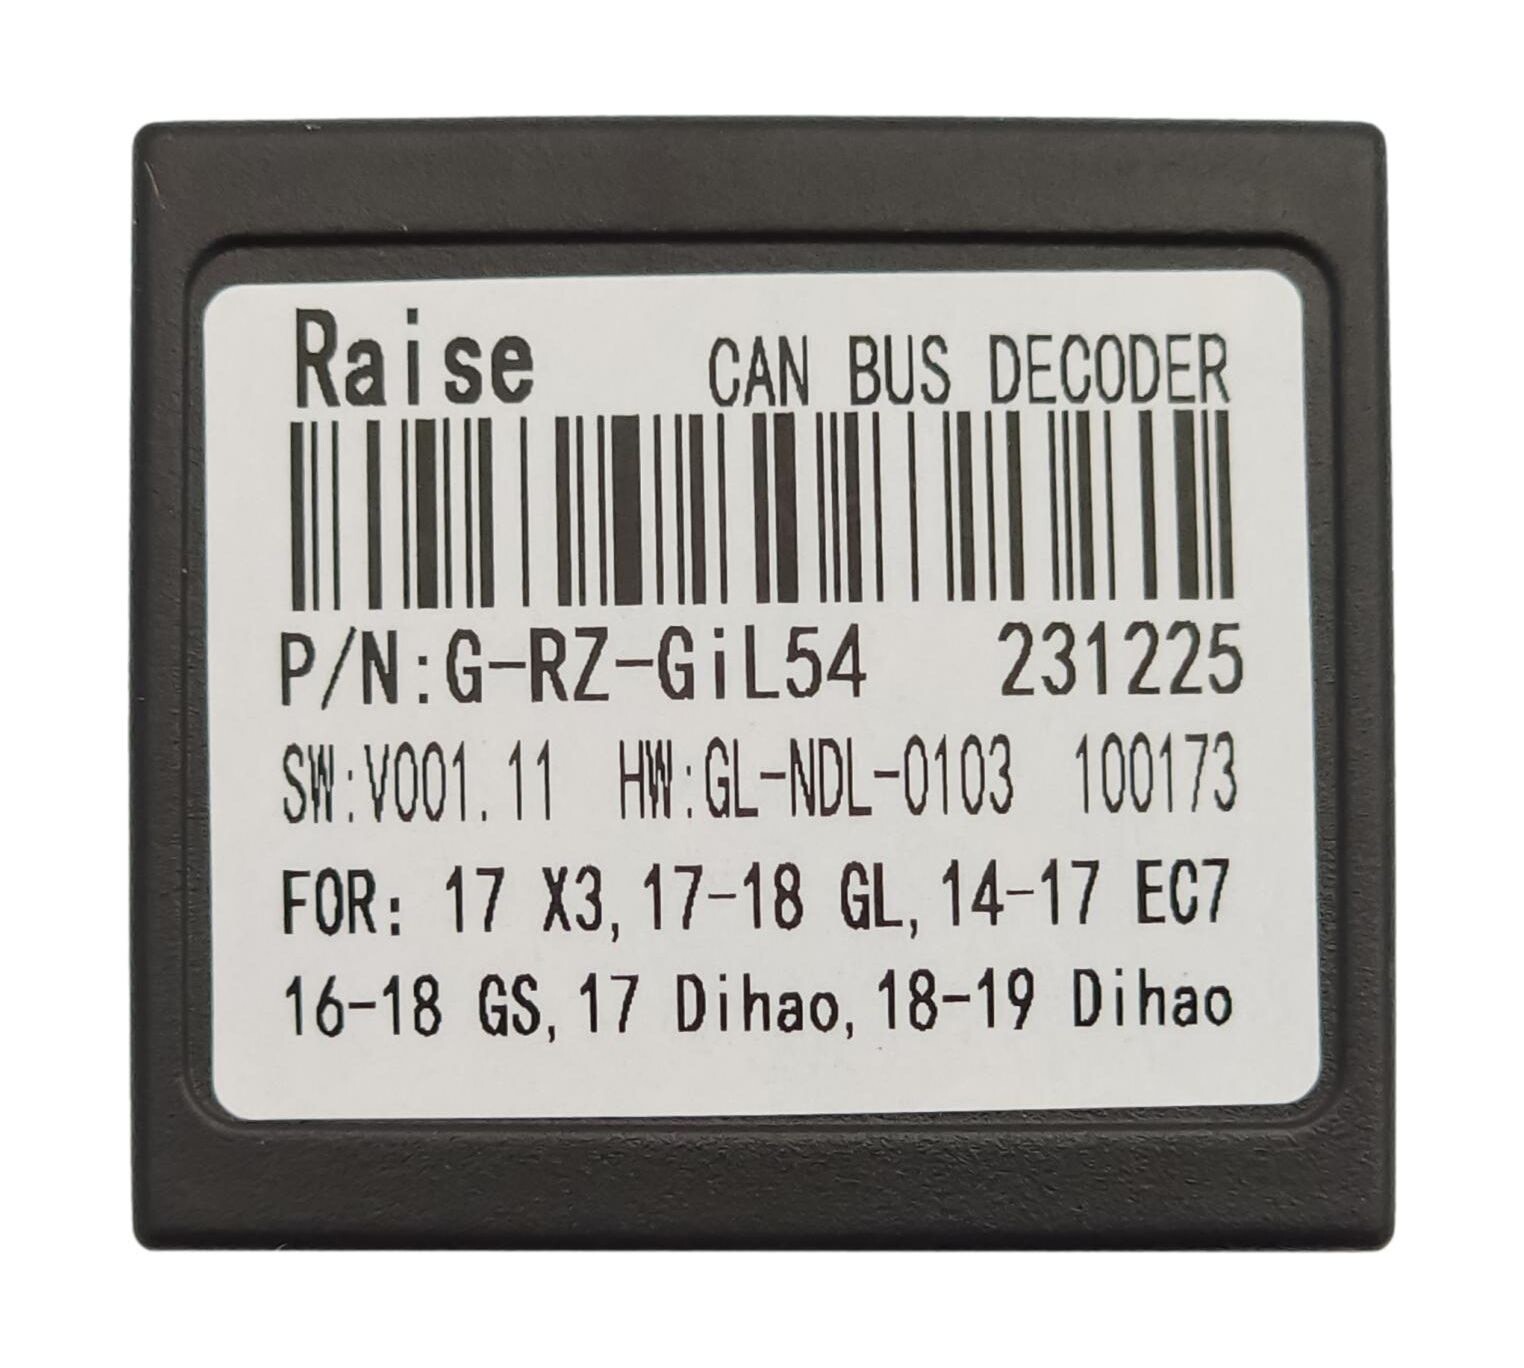 Raise CAN BUS DECODER
P/N:G-RZ-GiL54 231225
SW:V001.11 HW:GL-NDL-0103 100173
FOR: 17 X3,17-18 GL,14-17 EC7
16-18 GS,17 Dihao,18-19 Dihao